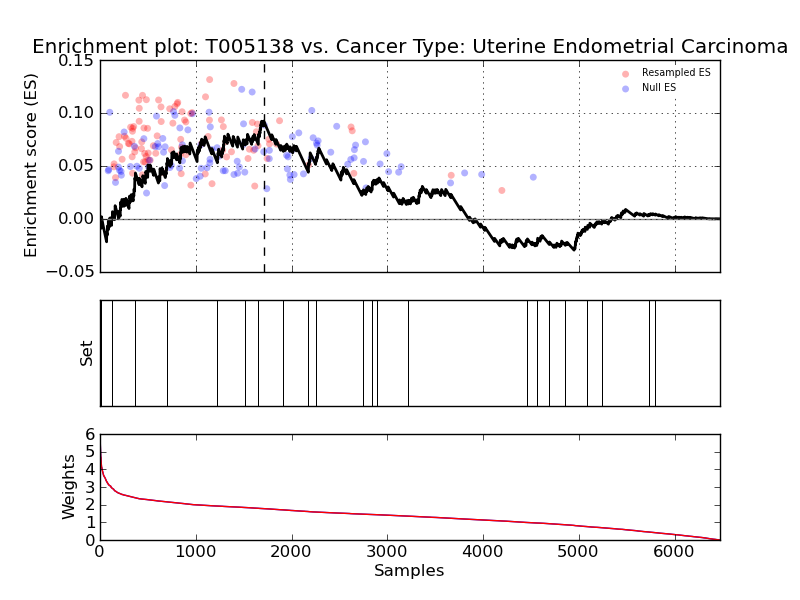 Enrichment plot: T005138 vs. Cancer Type: Uterine Endometrial Carcinoma
0.15
0.10
0.05
0.00
−0.05
Enrichment score (ES)
Resampled ES
Null ES
Set
6
5
4
3
2
1
0
Weights
0 1000 2000 3000 4000 5000 6000
Samples